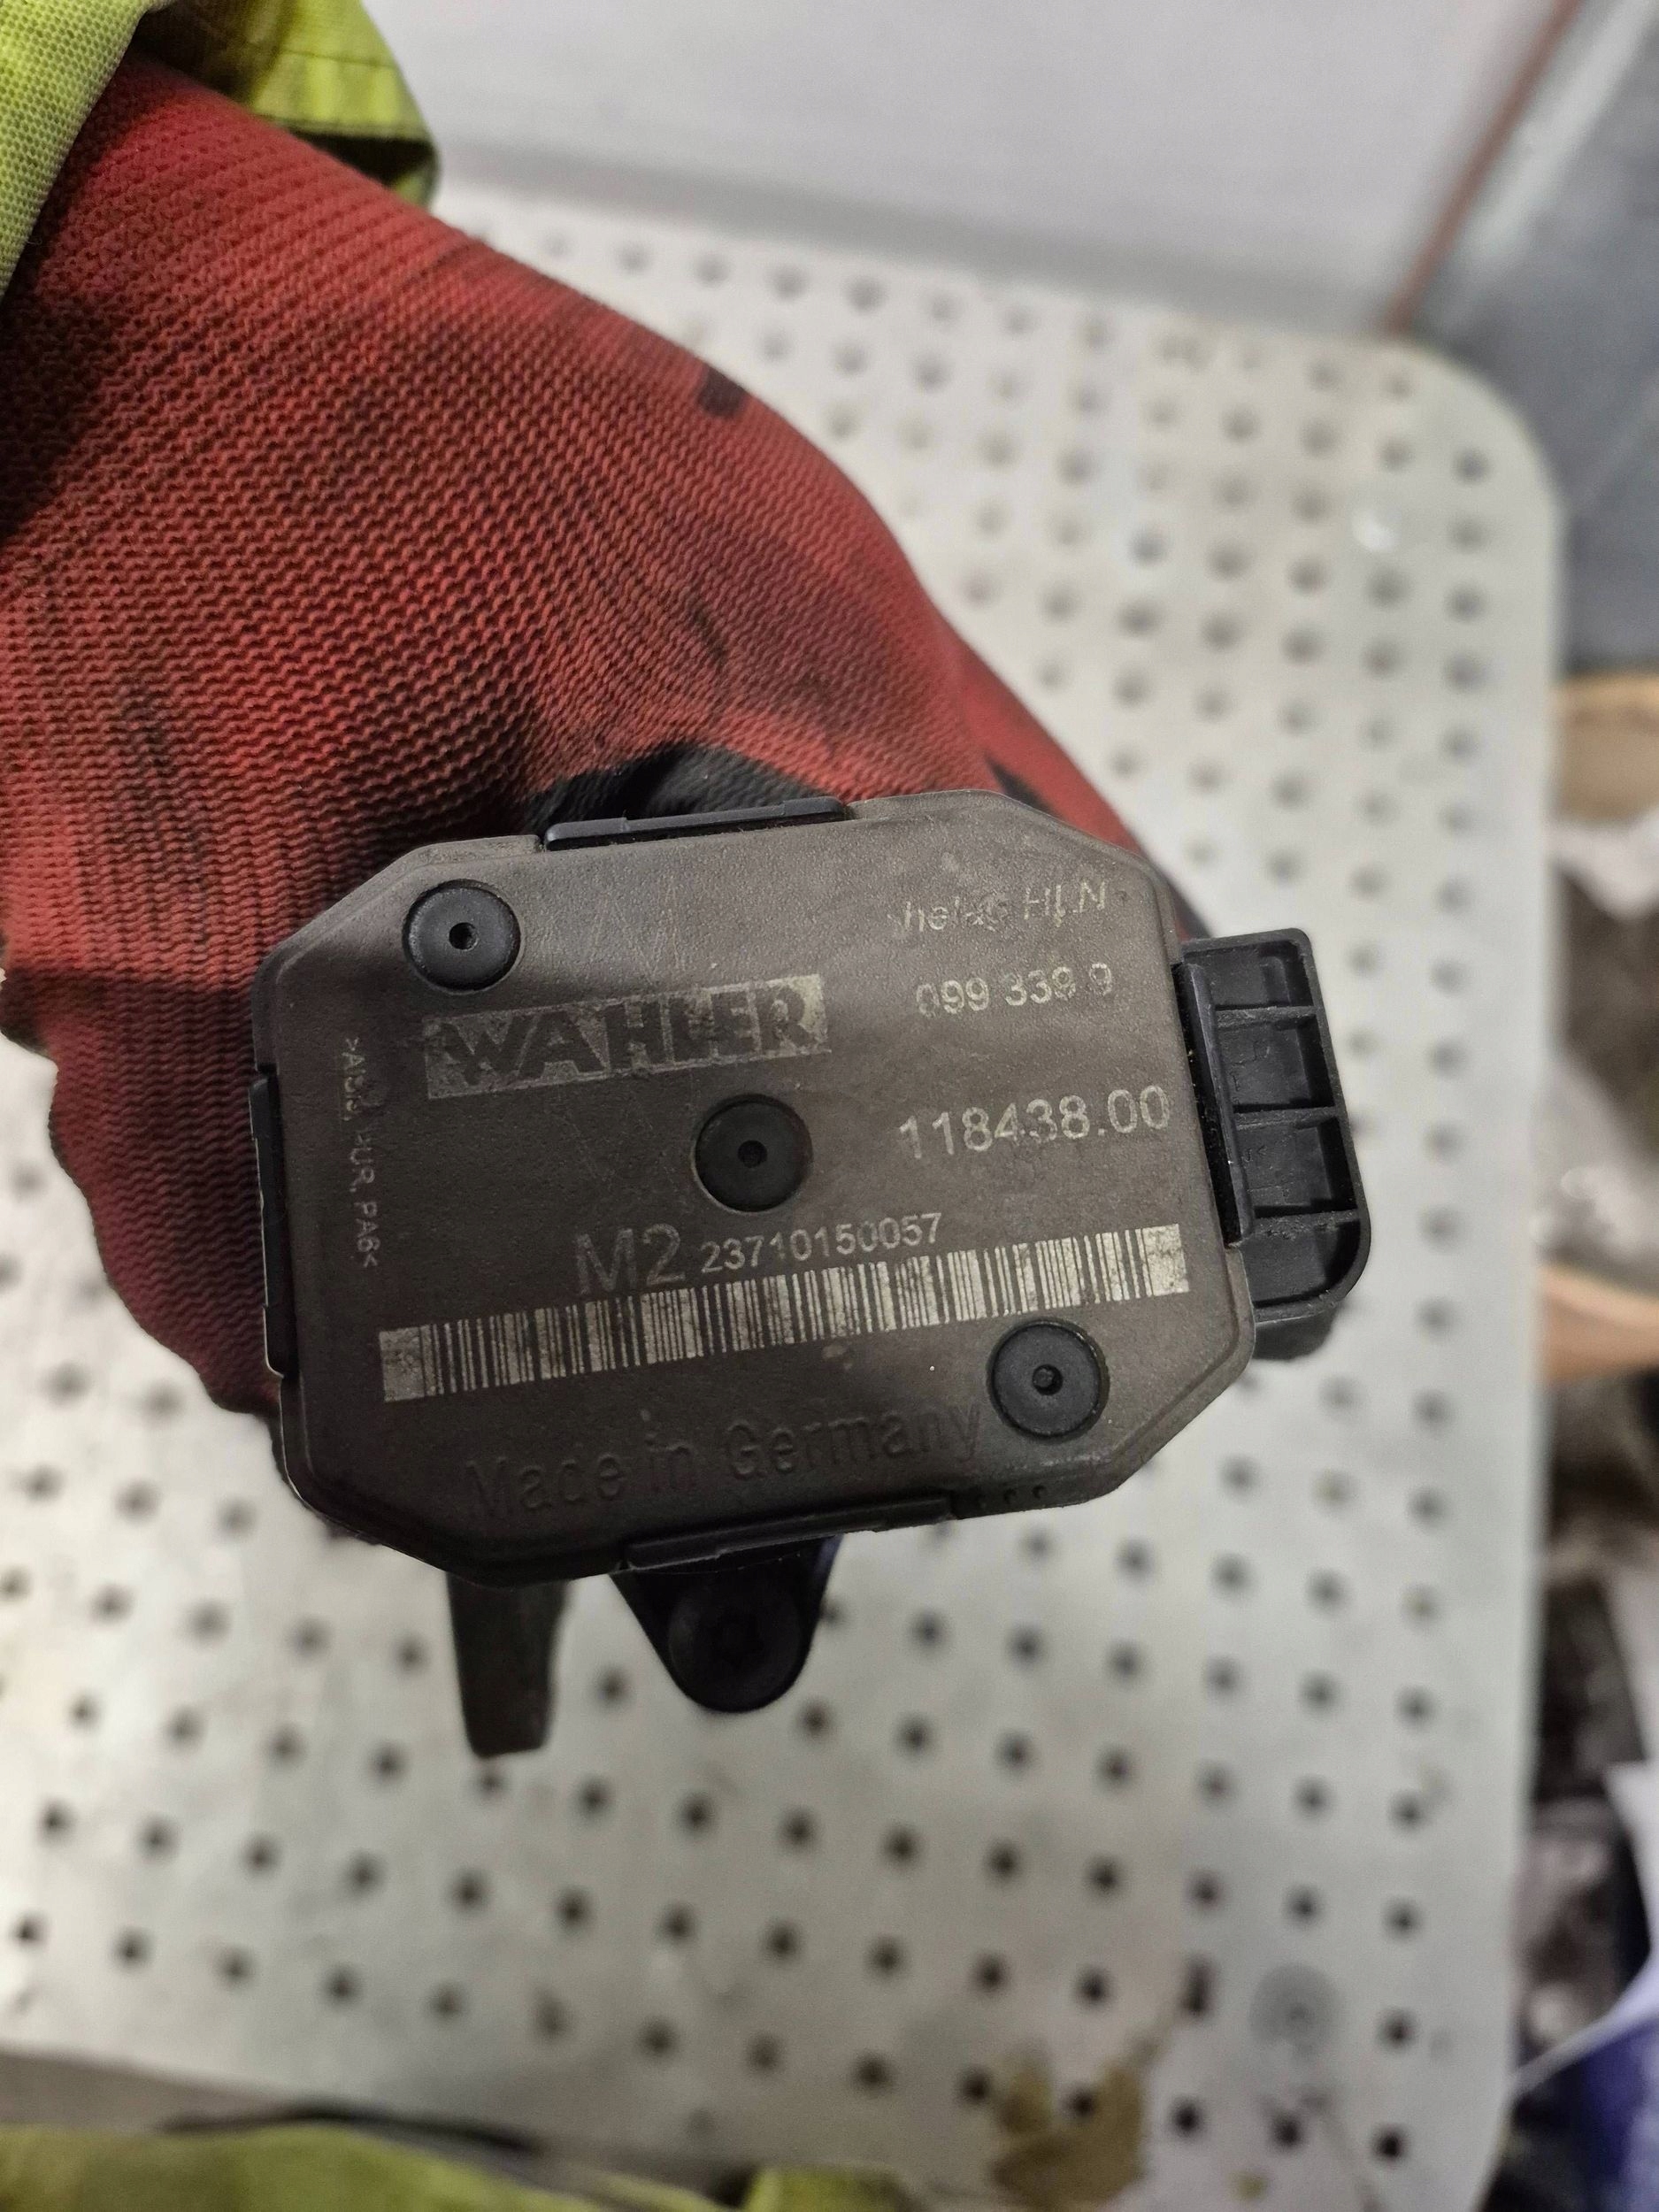 WAHLER
099 339 9
118438.00
M2 23710150057
Made in Germany